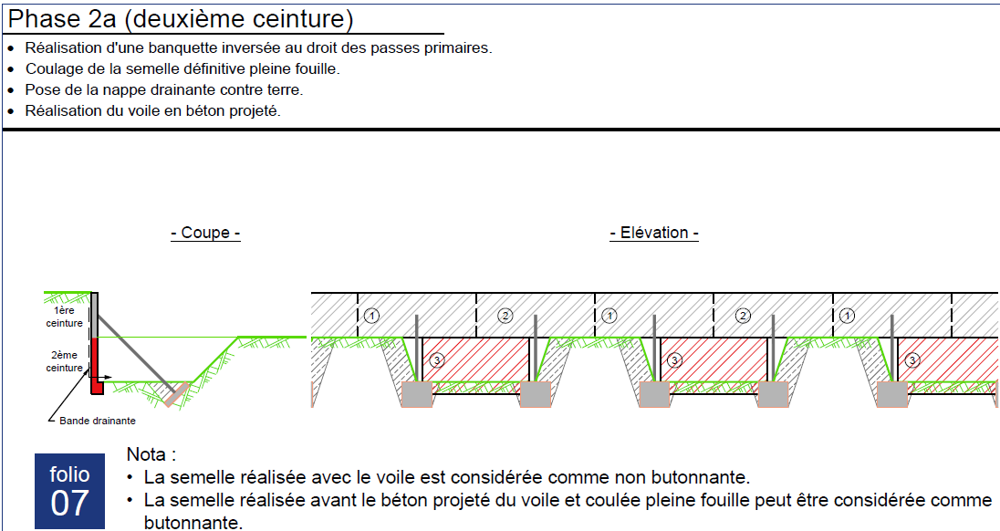 Phase 2a (deuxième ceinture)
• Réalisation d'une banquette inversée au droit des passes primaires.
• Coulage de la semelle définitive pleine fouille.
• Pose de la nappe drainante contre terre.
• Réalisation du voile en béton projeté.
- Coupe -
- Elévation -
1ère
ceinture
2ème
ceinture
Bande drainante
1
2
1
2
1
3
3
3
folio
07
Nota :
• La semelle réalisée avec le voile est considérée comme non butonnante.
• La semelle réalisée avant le béton projeté du voile et coulée pleine fouille peut être considérée comme
butonnante.